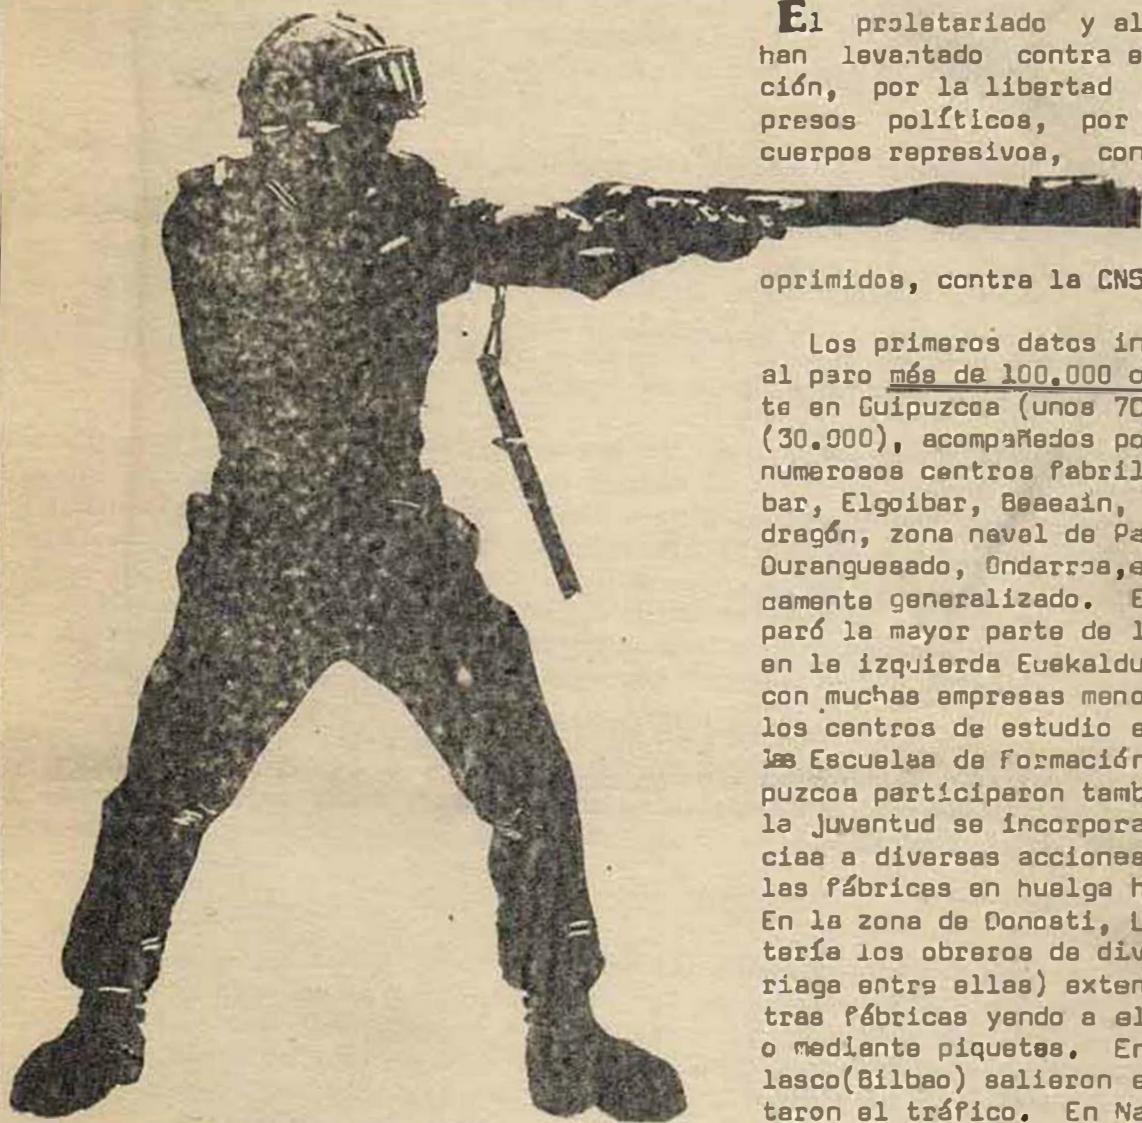 El proletariado y al
han levantado contra e
ción, por la libertad
presos políticos, por
cuerpos represivos, con
oprimidos, contra la CNS
Los primeros datos in
al paro más de 100.000 o
te en Guipuzcoa (unos 70
(30.000), acompañados po
numerosos centros fabril
bar, Elgoibar, Beasain,
dragón, zona naval de Pa
Duranguesado, Ondarroa,e
camente generalizado. E
paró la mayor parte de l
en la izquierda Euskaldu
con muchas empresas meno
los centros de estudio e
las Escuelas de Formación
puzcoa participaron tamb
la juventud se incorpora
cias a diversas acciones
las fábricas en huelga h
En la zona de Donosti, L
tería los obreros de div
riaga entre ellas) exten
tras fábricas yendo a el
o mediante piquetes. En
lasco(Bilbao) salieron e
taron el tráfico. En Na